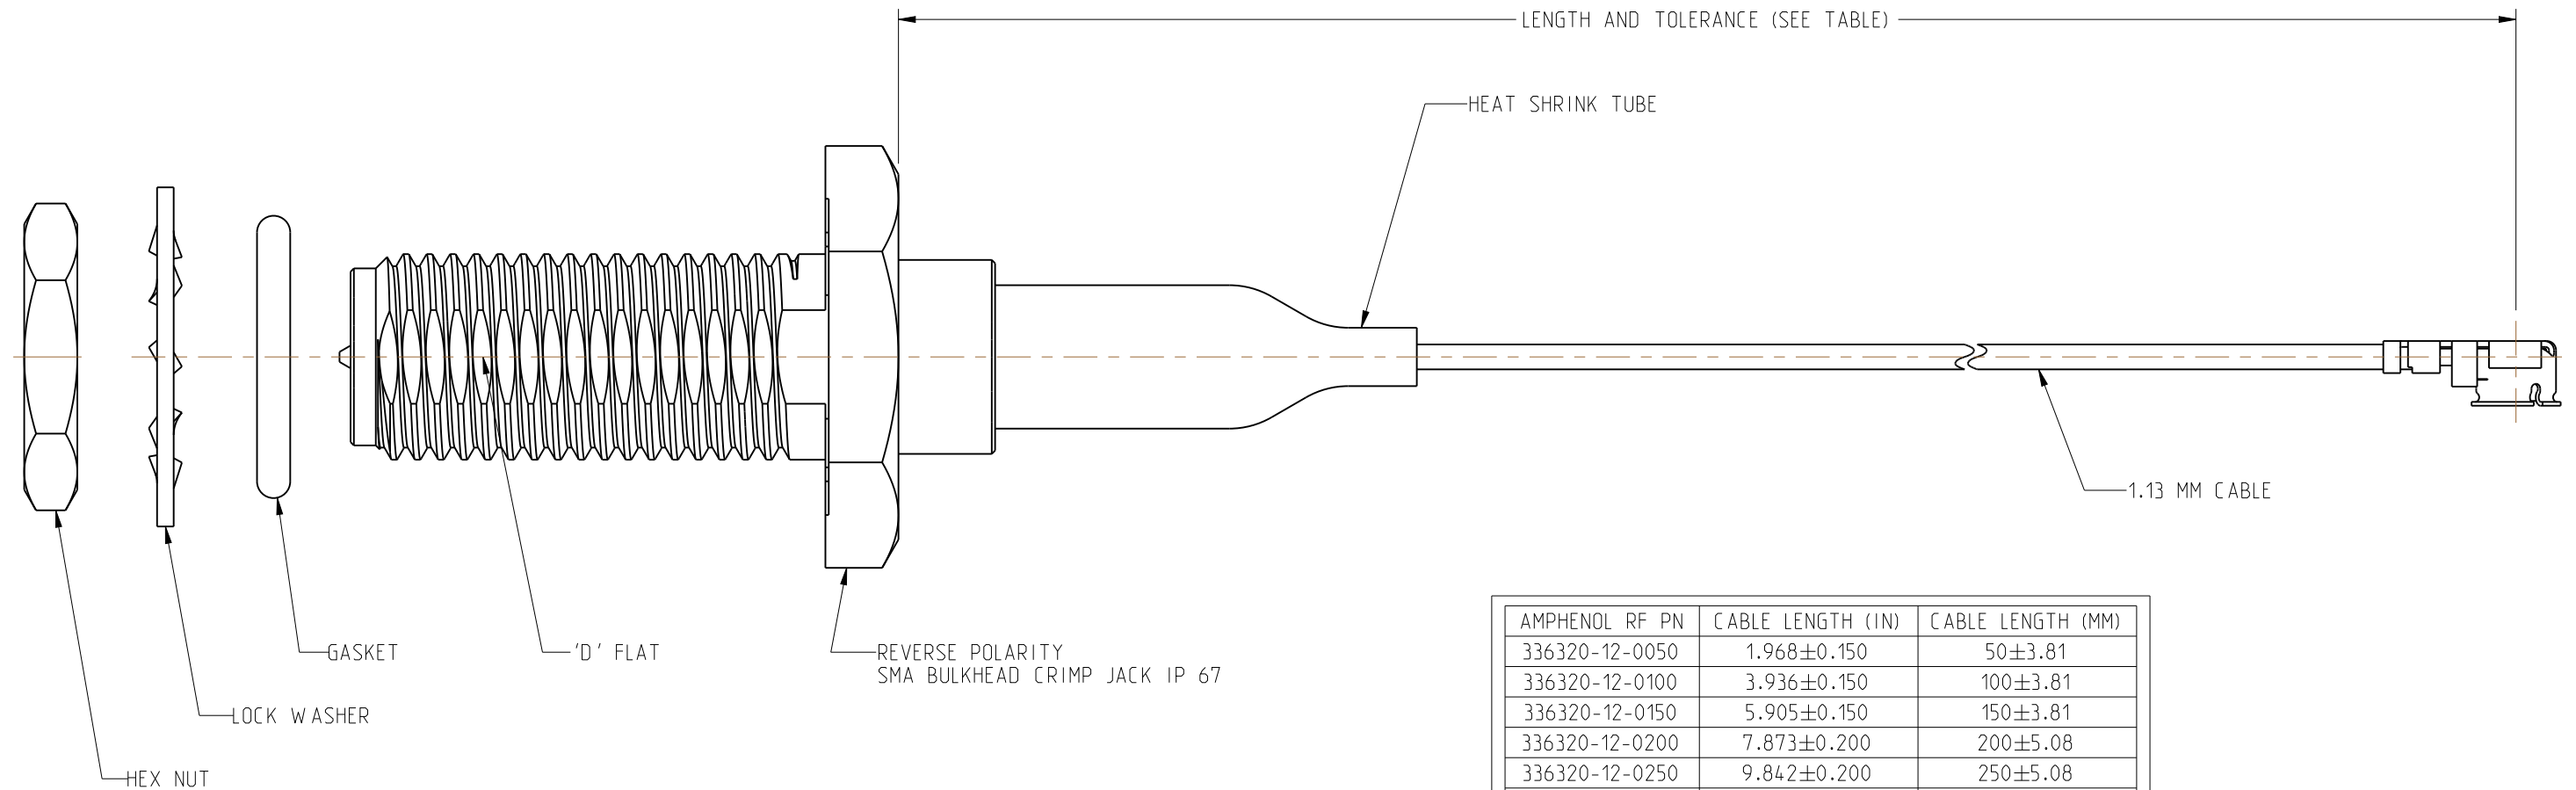 LENGTH AND TOLERANCE (SEE TABLE)
HEAT SHRINK TUBE
1.13 MM CABLE
GASKET
'D' FLAT
REVERSE POLARITY
SMA BULKHEAD CRIMP JACK IP 67
LOCK WASHER
HEX NUT
AMPHENOL RF PN CABLE LENGTH (IN) CABLE LENGTH (MM)
336320-12-0050 1.968±0.150 50±3.81
336320-12-0100 3.936±0.150 100±3.81
336320-12-0150 5.905±0.150 150±3.81
336320-12-0200 7.873±0.200 200±5.08
336320-12-0250 9.842±0.200 250±5.08